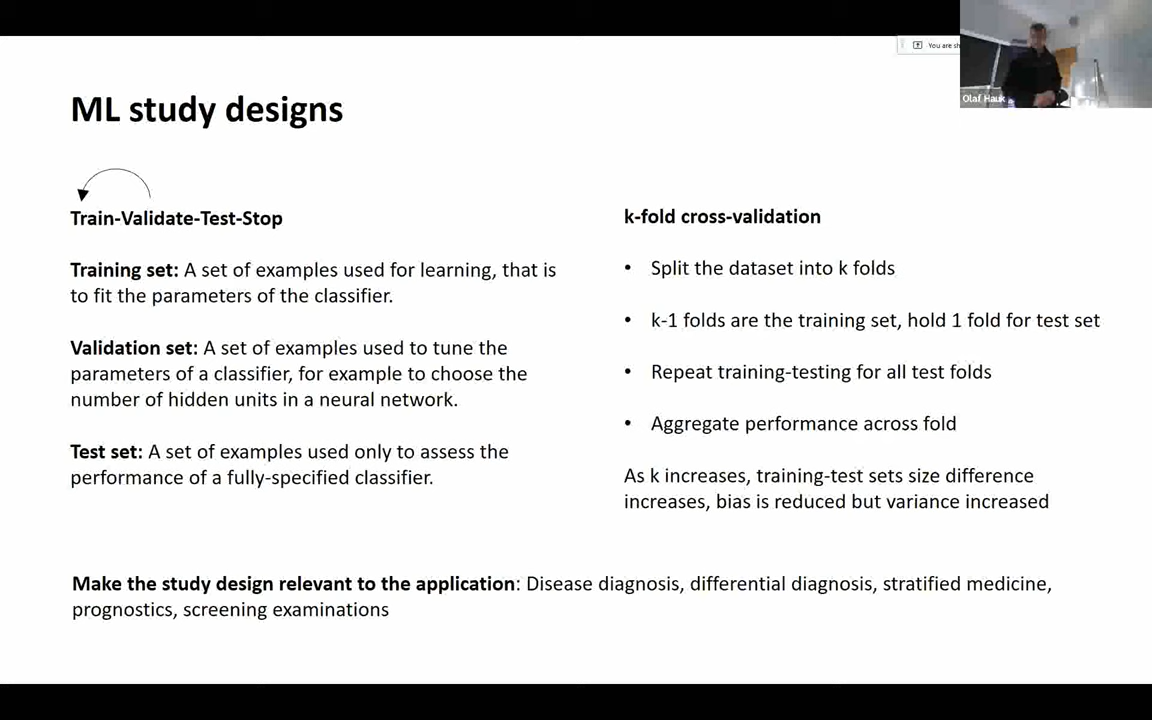 You are sh
Olaf Hauk
ML study designs
Train-Validate-Test-Stop
Training set: A set of examples used for learning, that is
to fit the parameters of the classifier.
Validation set: A set of examples used to tune the
parameters of a classifier, for example to choose the
number of hidden units in a neural network.
Test set: A set of examples used only to assess the
performance of a fully-specified classifier.
k-fold cross-validation
• Split the dataset into k folds
• k-1 folds are the training set, hold 1 fold for test set
• Repeat training-testing for all test folds
• Aggregate performance across fold
As k increases, training-test sets size difference
increases, bias is reduced but variance increased
Make the study design relevant to the application: Disease diagnosis, differential diagnosis, stratified medicine,
prognostics, screening examinations